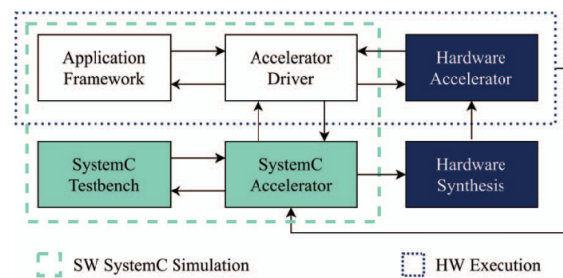 Application
Framework
Accelerator
Driver
Hardware
Accelerator
SystemC
Testbench
SystemC
Accelerator
Hardware
Synthesis
SW SystemC Simulation
HW Execution